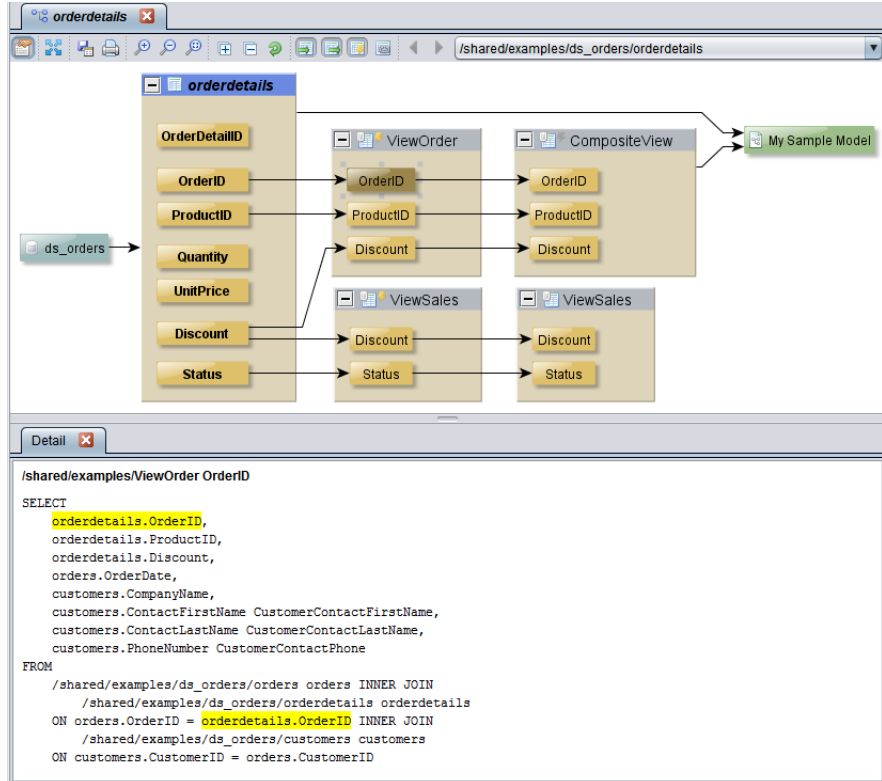 orderdetails
/shared/examples/ds_orders/orderdetails
orderdetails
OrderDetailID
ViewOrder
CompositeView
My Sample Model
OrderID
OrderID
OrderID
ProductID
ProductID
ProductID
ds_orders
Quantity
Discount
Discount
UnitPrice
ViewSales
ViewSales
Discount
Discount
Discount
Status
Status
Status
Detail
/shared/examples/ViewOrder OrderID
SELECT
orderdetails.OrderID,
orderdetails.ProductID,
orderdetails.Discount,
orders.OrderDate,
customers.CompanyName,
customers.ContactFirstName CustomerContactFirstName,
customers.ContactLastName CustomerContactLastName,
customers.PhoneNumber CustomerContactPhone
FROM
/shared/examples/ds_orders/orders orders INNER JOIN
/shared/examples/ds_orders/orderdetails orderdetails
ON orders.OrderID = orderdetails.OrderID INNER JOIN
/shared/examples/ds_orders/customers customers
ON customers.CustomerID = orders.CustomerID